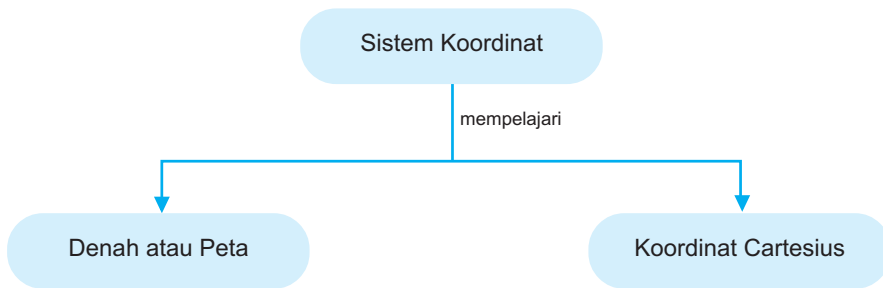 Sistem Koordinat
mempelajari
Denah atau Peta
Koordinat Cartesius